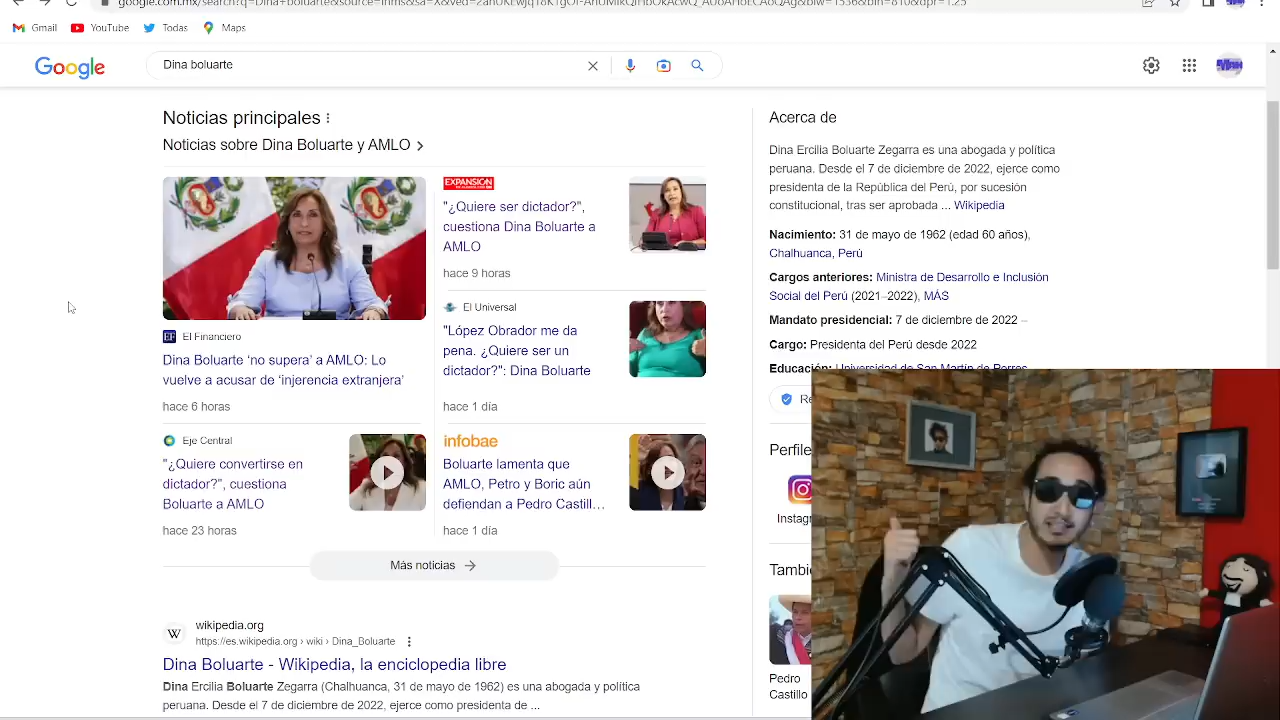 Gmail
YouTube
Todas
Maps
Google
Dina boluarte
Noticias principales
Noticias sobre Dina Boluarte y AMLO
El Financiero
Dina Boluarte ‘no supera’ a AMLO: Lo
vuelve a acusar de ‘injerencia extranjera’
hace 6 horas
EXPANSIÓN
"¿Quiere ser dictador?",
cuestiona Dina Boluarte a
AMLO
hace 9 horas
El Universal
"López Obrador me da
pena. ¿Quiere ser un
dictador?": Dina Boluarte
hace 1 día
Eje Central
"¿Quiere convertirse en
dictador?", cuestiona
Boluarte a AMLO
hace 23 horas
infobae
Boluarte lamenta que
AMLO, Petro y Boric aún
defiendan a Pedro Castill…
hace 1 día
Más noticias
W
wikipedia.org
https://es.wikipedia.org › wiki › Dina_Boluarte
Dina Boluarte - Wikipedia, la enciclopedia libre
Dina Ercilia Boluarte Zegarra (Chalhuanca, 31 de mayo de 1962) es una abogada y política
peruana. Desde el 7 de diciembre de 2022, ejerce como presidenta de ...
Acerca de
Dina Ercilia Boluarte Zegarra es una abogada y política
peruana. Desde el 7 de diciembre de 2022, ejerce como
presidenta de la República del Perú, por sucesión
constitucional, tras ser aprobada ... Wikipedia
Nacimiento: 31 de mayo de 1962 (edad 60 años),
Chalhuanca, Perú
Cargos anteriores: Ministra de Desarrollo e Inclusión
Social del Perú (2021–2022), MÁS
Mandato presidencial: 7 de diciembre de 2022 –
Cargo: Presidenta del Perú desde 2022
Educación: Universidad de San Martín de Porres
Re
Perfile
Instagr
Tambi
Pedro
Castillo